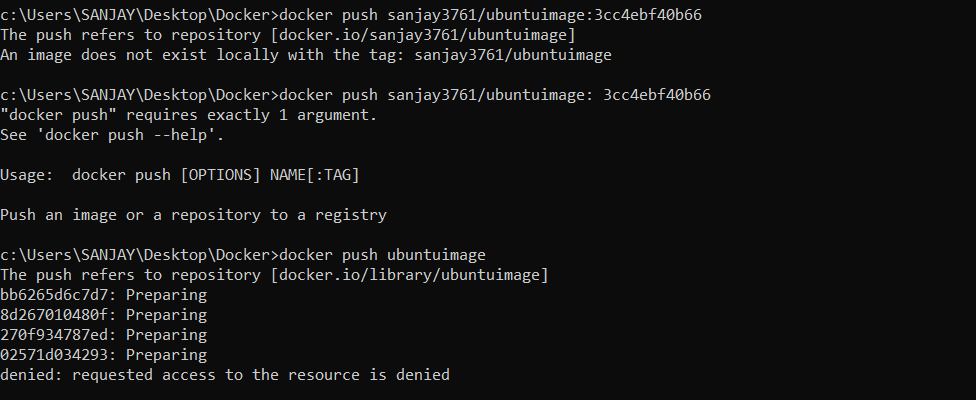 c:\Users\SANJAY\Desktop\Docker>docker push sanjay3761/ubuntuimage:3cc4ebf40b66
The push refers to repository [docker.io/sanjay3761/ubuntuimage]
An image does not exist locally with the tag: sanjay3761/ubuntuimage
c:\Users\SANJAY\Desktop\Docker>docker push sanjay3761/ubuntuimage: 3cc4ebf40b66
"docker push" requires exactly 1 argument.
See 'docker push --help'.
Usage:  docker push [OPTIONS] NAME[:TAG]
Push an image or a repository to a registry
c:\Users\SANJAY\Desktop\Docker>docker push ubuntuimage
The push refers to repository [docker.io/library/ubuntuimage]
bb6265d6c7d7: Preparing
8d267010480f: Preparing
270f934787ed: Preparing
02571d034293: Preparing
denied: requested access to the resource is denied